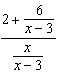 2 + 6/(x − 3)
x/(x − 3)